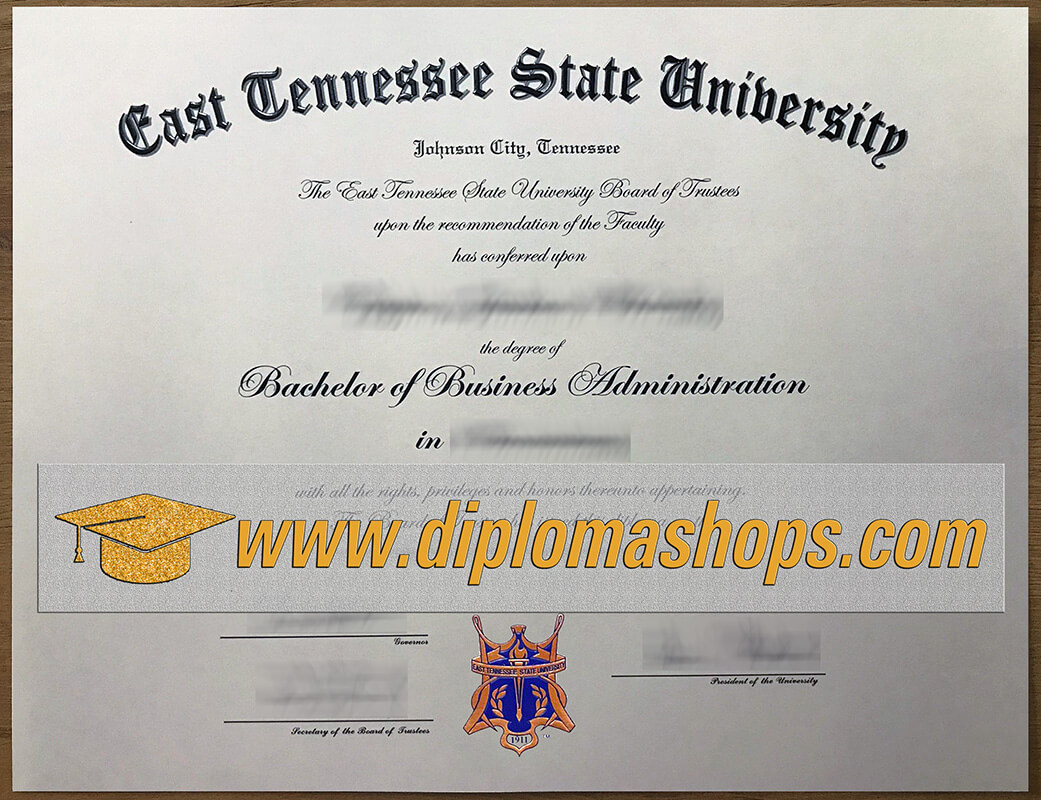 East Tennessee State University
Johnson City, Tennessee
The East Tennessee State University Board of Trustees
upon the recommendation of the Faculty
has conferred upon
the degree of
Bachelor of Business Administration
in
with all the rights, privileges and honors thereunto appertaining.
www.diplomashops.com
Governor
EAST TENNESSEE STATE UNIVERSITY
President of the University
Secretary of the Board of Trustees
1911